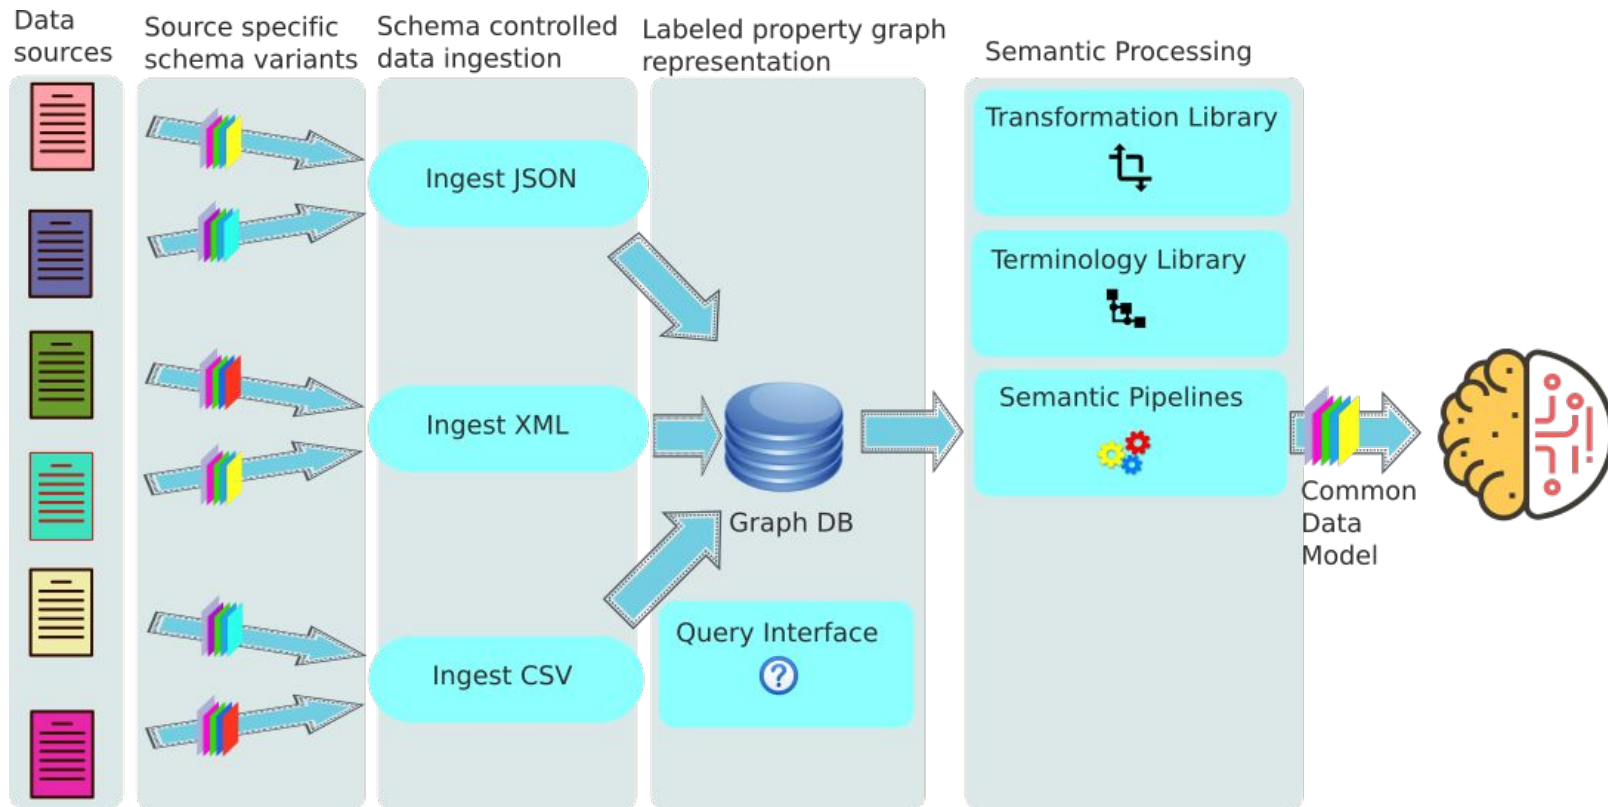 Data
sources
Source specific
schema variants
Schema controlled
data ingestion
Labeled property graph
representation
Semantic Processing
Ingest JSON
Ingest XML
Ingest CSV
Graph DB
Query Interface
?
Transformation Library
Terminology Library
Semantic Pipelines
Common
Data
Model